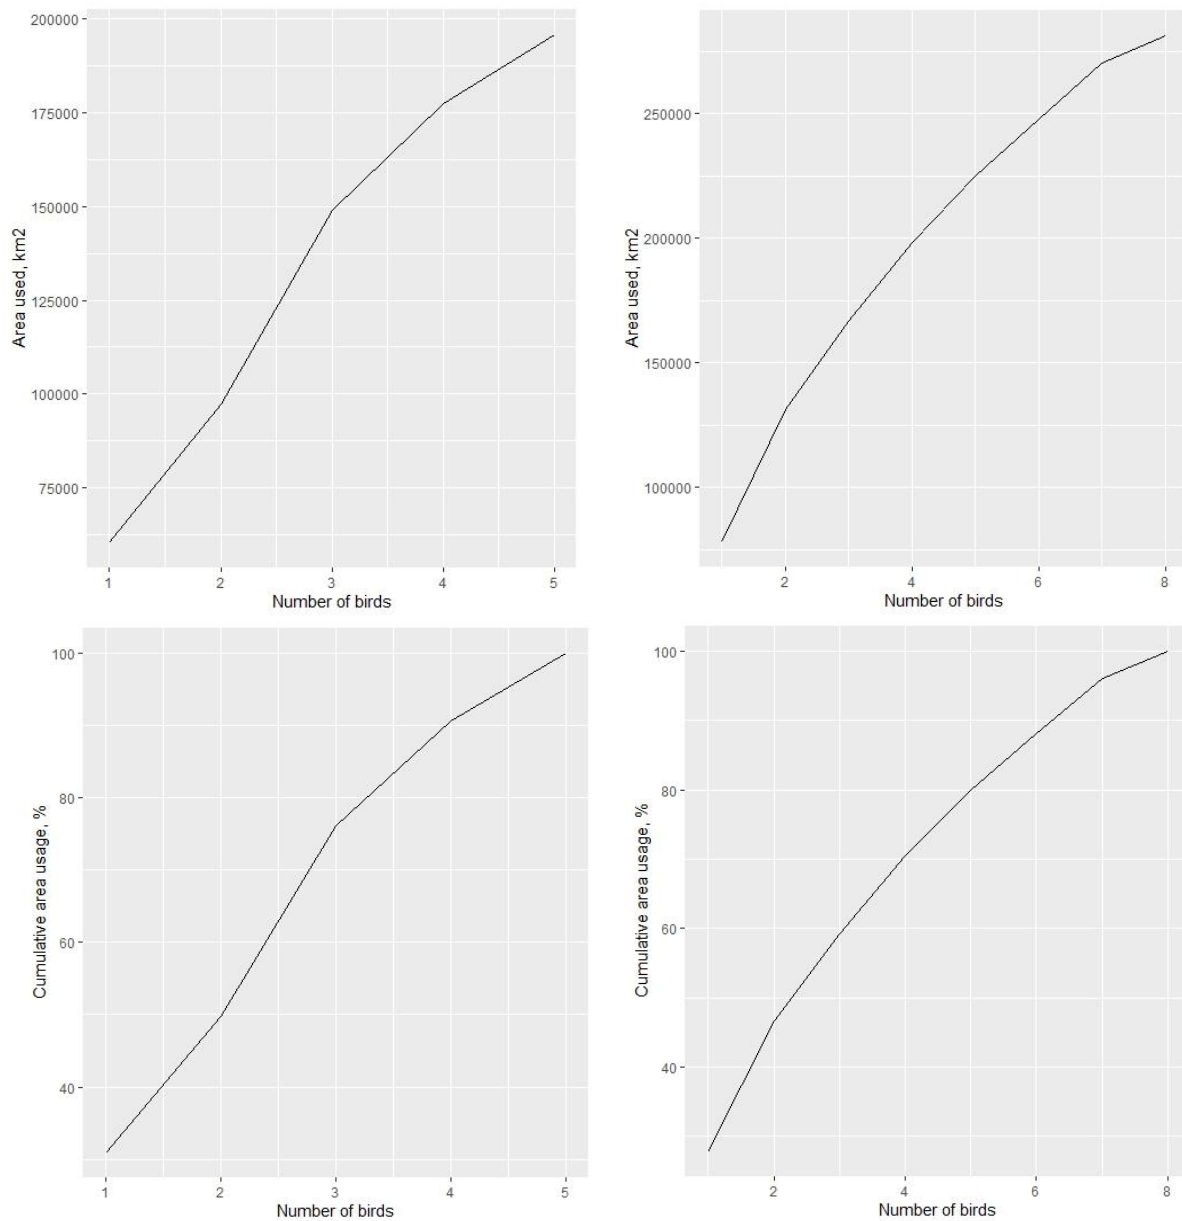 200000
175000
150000
125000
100000
75000
Area used, km2
1 2 3 4 5
Number of birds
250000
200000
150000
100000
Area used, km2
2 4 6 8
Number of birds
100
80
60
40
Cumulative area usage, %
1 2 3 4 5
Number of birds
100
80
60
40
Cumulative area usage, %
2 4 6 8
Number of birds